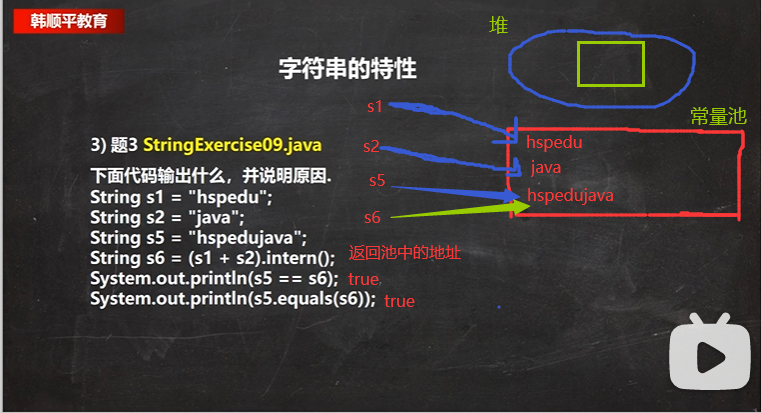 韩顺平教育
字符串的特性
堆
常量池
3) 题3 StringExercise09.java
下面代码输出什么，并说明原因.
String s1 = "hspedu";
String s2 = "java";
String s5 = "hspedujava";
String s6 = (s1 + s2).intern(); 返回池中的地址
System.out.println(s5 == s6); true
System.out.println(s5.equals(s6)); true
s1
s2
s5
s6
hspedu
java
hspedujava